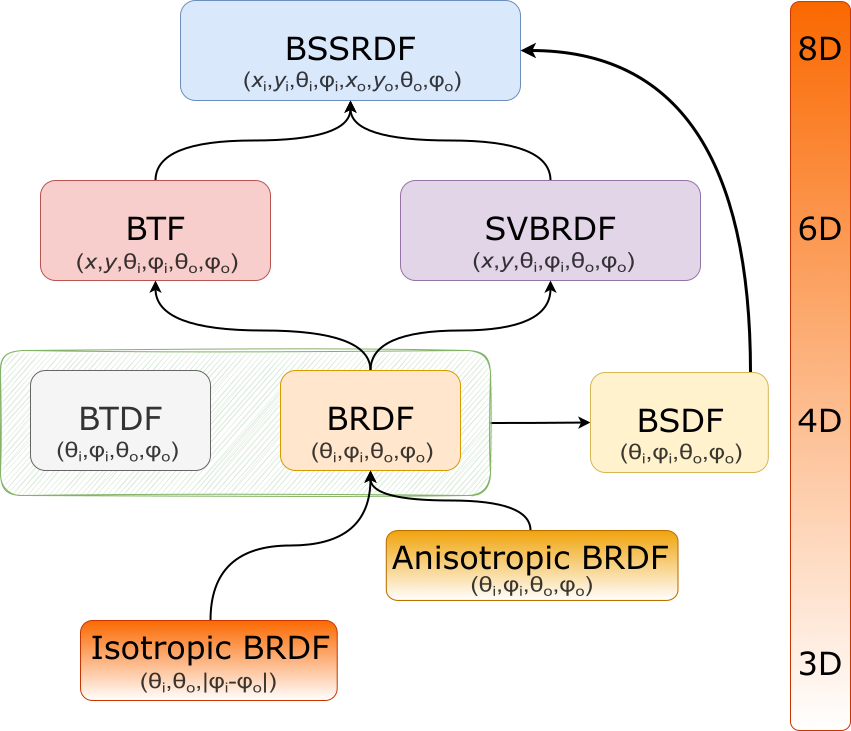 BSSRDF
(xᵢ,yᵢ,θᵢ,φᵢ,xₒ,yₒ,θₒ,φₒ)
8D
BTF
(x,y,θᵢ,φᵢ,θₒ,φₒ)
SVBRDF
(x,y,θᵢ,φᵢ,θₒ,φₒ)
6D
BTDF
(θᵢ,φᵢ,θₒ,φₒ)
BRDF
(θᵢ,φᵢ,θₒ,φₒ)
BSDF
(θᵢ,φᵢ,θₒ,φₒ)
4D
Anisotropic BRDF
(θᵢ,φᵢ,θₒ,φₒ)
Isotropic BRDF
(θᵢ,θₒ,|φᵢ-φₒ|)
3D